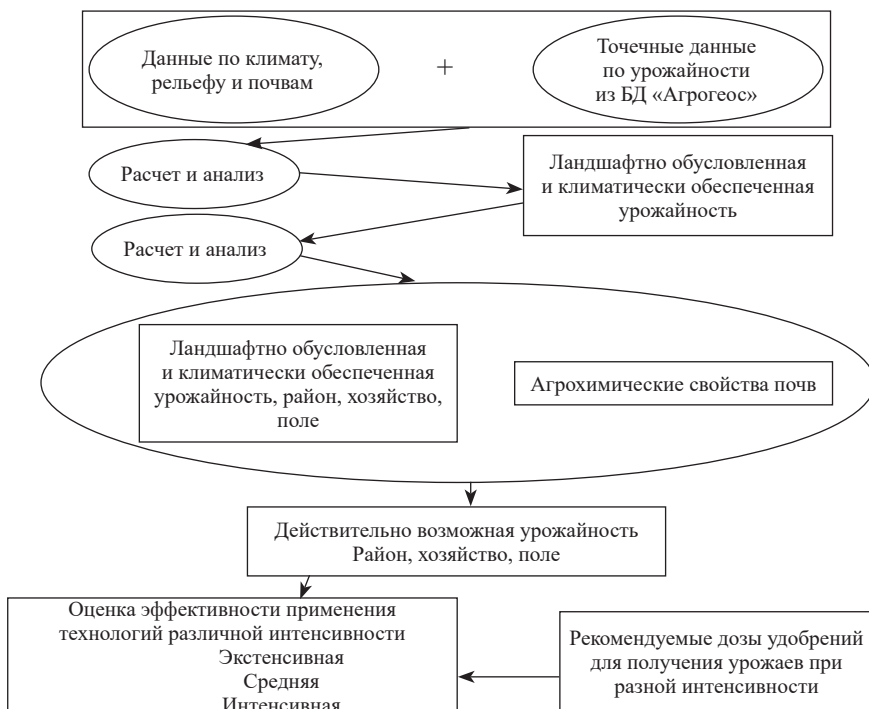 Данные по климату,
рельефу и почвам
+
Точечные данные
по урожайности
из БД «Агрогеос»
Расчет и анализ
Ландшафтно обусловленная
и климатически обеспеченная
урожайность
Расчет и анализ
Ландшафтно обусловленная
и климатически обеспеченная
урожайность, район, хозяйство,
поле
Агрохимические свойства почв
Действительно возможная урожайность
Район, хозяйство, поле
Оценка эффективности применения
технологий различной интенсивности
Экстенсивная
Средняя
Интенсивная
Рекомендуемые дозы удобрений
для получения урожаев при
разной интенсивности